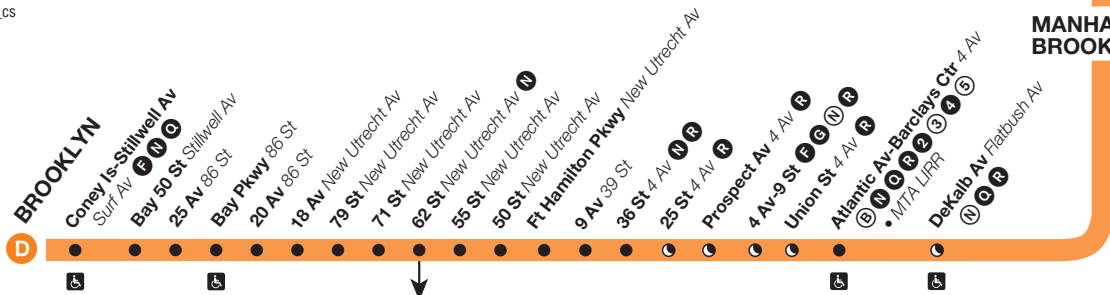 _cs
MANHA
BROOK
BROOKLYN
Coney Is-Stillwell Av
Surf Av F N Q
Bay 50 St Stillwell Av
25 Av 86 St
Bay Pkwy 86 St
20 Av 86 St
18 Av New Utrecht Av
79 St New Utrecht Av
71 St New Utrecht Av
62 St New Utrecht Av N
55 St New Utrecht Av
50 St New Utrecht Av
Ft Hamilton Pkwy New Utrecht Av
9 Av 39 St
36 St 4 Av N R
25 St 4 Av R
Prospect Av 4 Av R
4 Av-9 St F G N R
Union St 4 Av R
Atlantic Av-Barclays Ctr 4 Av
B N Q R 2 3 4 5
• MTA LIRR
DeKalb Av Flatbush Av
N Q R
D